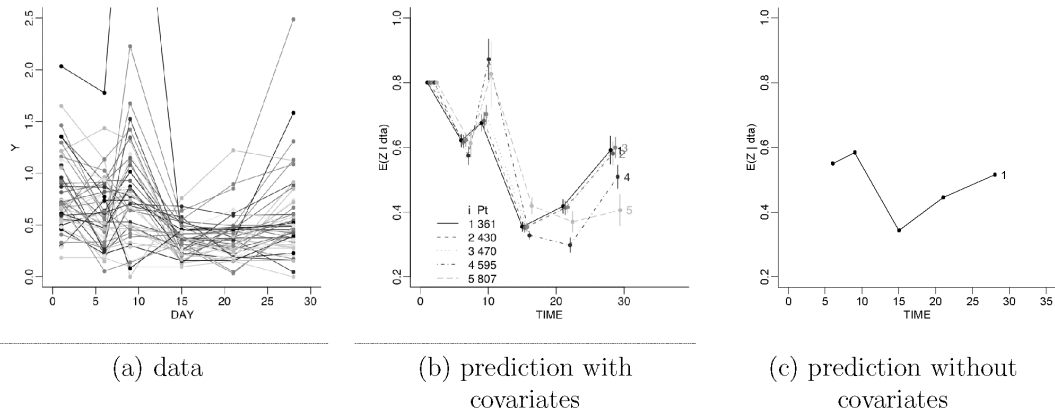 2.5
2.0
1.5
1.0
0.5
0.0
Y
0 5 10 15 20 25 30
DAY
(a) data
1.0
0.8
0.6
0.4
0.2
E(Z | dta)
3
1
2
4
5
i Pt
1 361
2 430
3 470
4 595
5 807
0 10 20 30
TIME
(b) prediction with
covariates
1.0
0.8
0.6
0.4
0.2
E(Z | dta)
1
0 5 10 15 20 25 30 35
TIME
(c) prediction without
covariates